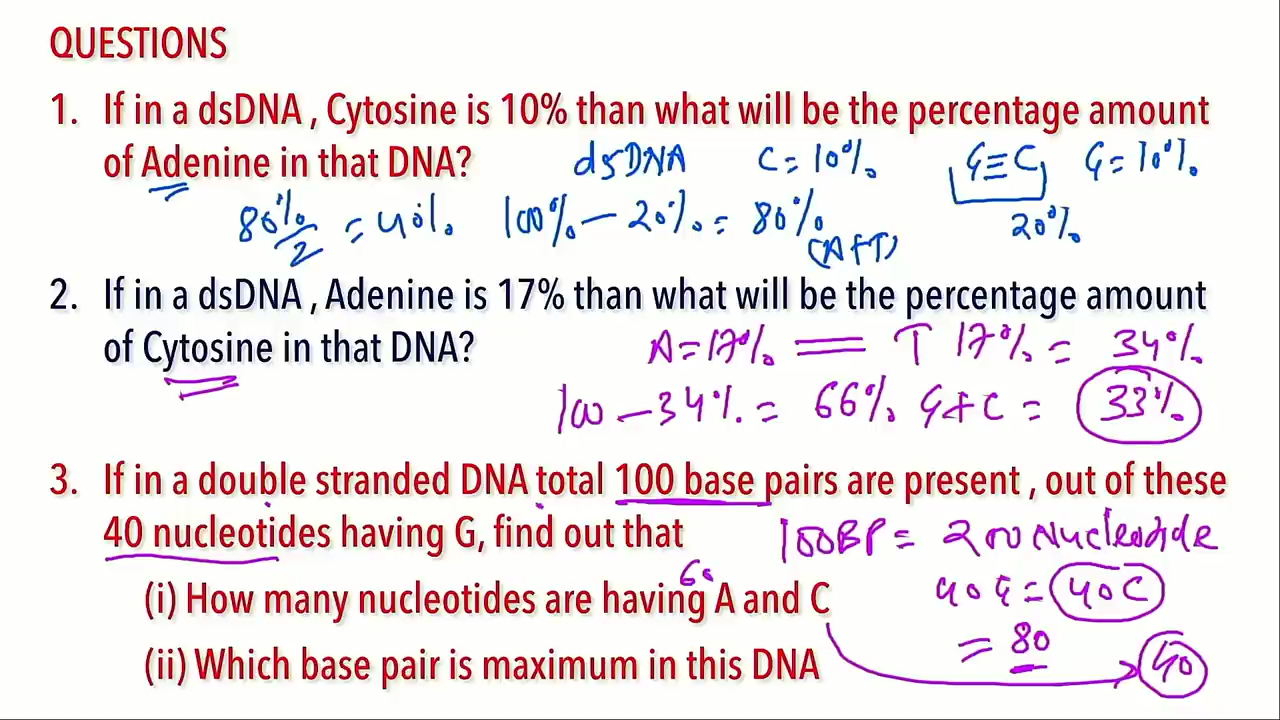 QUESTIONS
1. If in a dsDNA , Cytosine is 10% than what will be the percentage amount
of Adenine in that DNA?
dsDNA C = 10% G≡C G = 10%
80%/2 = 40% 100% - 20% = 80% 20%
(A+T)
2. If in a dsDNA , Adenine is 17% than what will be the percentage amount
of Cytosine in that DNA?
A = 17% = T 17% = 34%
100 - 34% = 66% G+C = 33%
3. If in a double stranded DNA total 100 base pairs are present , out of these
40 nucleotides having G, find out that
100BP = 200 Nucleotide
60
(i) How many nucleotides are having A and C
40 G = 40 C
= 80
(ii) Which base pair is maximum in this DNA
40